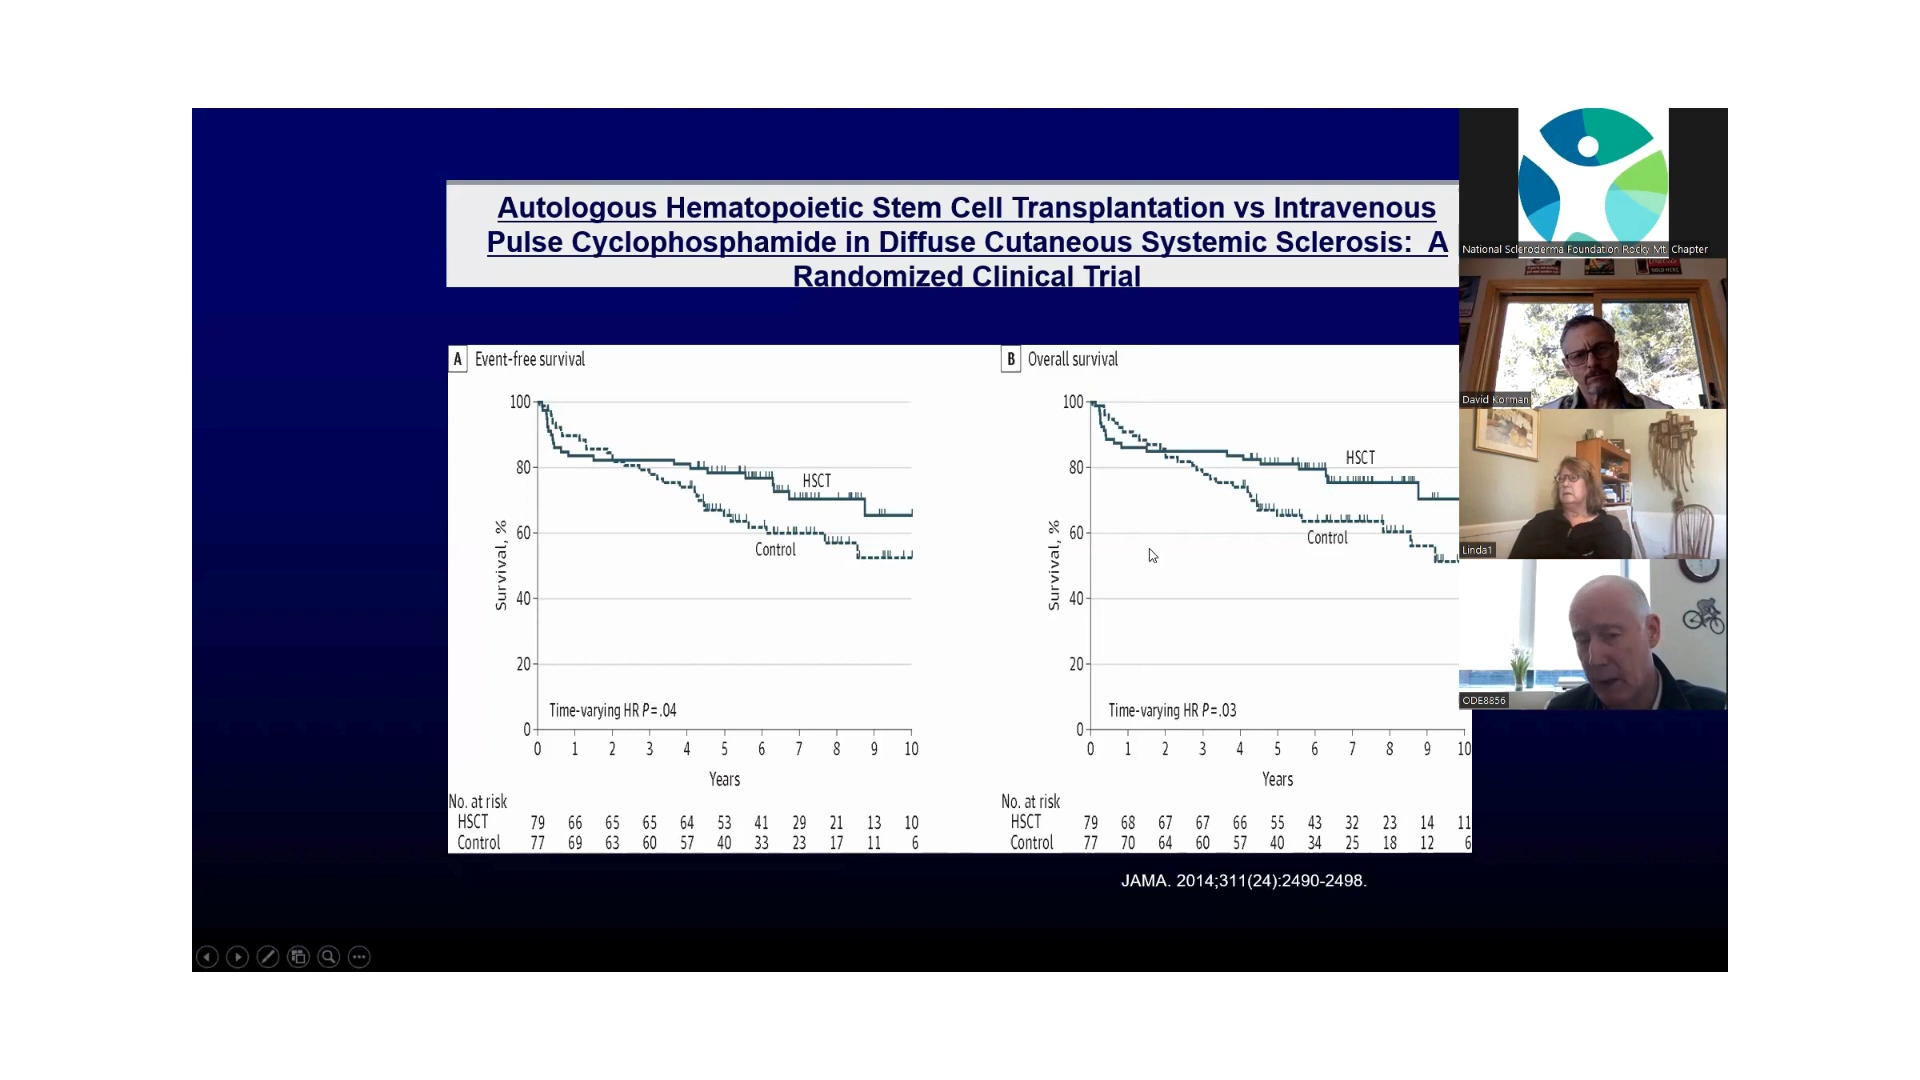 Autologous Hematopoietic Stem Cell Transplantation vs Intravenous
Pulse Cyclophosphamide in Diffuse Cutaneous Systemic Sclerosis: A
Randomized Clinical Trial
A Event-free survival
100
80
60
40
20
0
Survival, %
HSCT
Control
Time-varying HR P=.04
0 1 2 3 4 5 6 7 8 9 10
Years
No. at risk
HSCT 79 66 65 65 64 53 41 29 21 13 10
Control 77 69 63 60 57 40 33 23 17 11 6
B Overall survival
100
80
60
40
20
0
Survival, %
HSCT
Control
Time-varying HR P=.03
0 1 2 3 4 5 6 7 8 9 10
Years
No. at risk
HSCT 79 68 67 67 66 55 43 32 23 14 11
Control 77 70 64 60 57 40 34 25 18 12 6
JAMA. 2014;311(24):2490-2498.
National Scleroderma Foundation Rocky Mt. Chapter
David Korman
Linda1
ODE8856